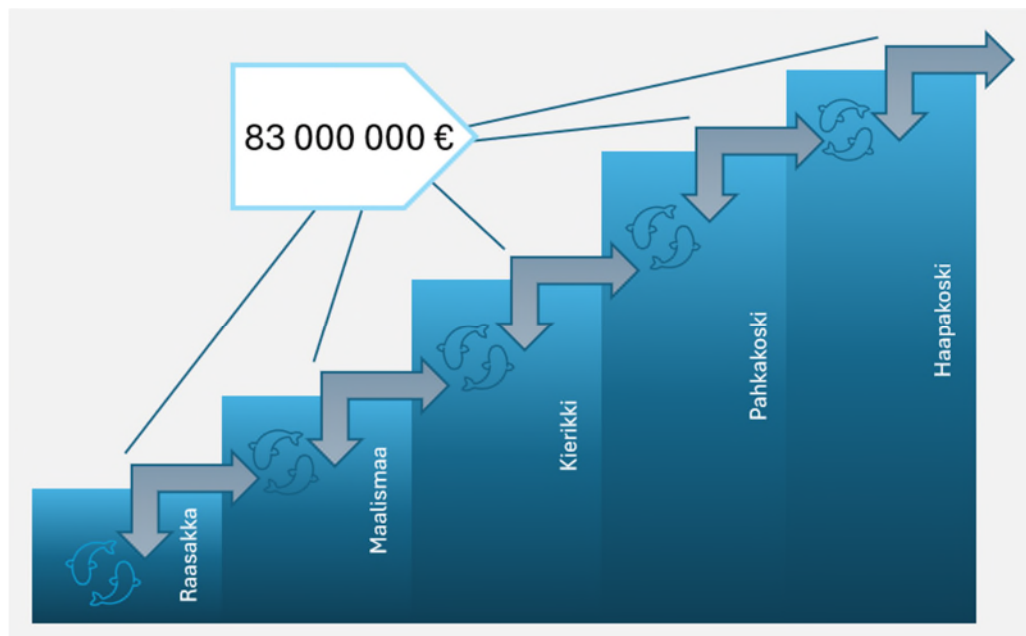 83 000 000 €
Raasakka
Maalismaa
Kierikki
Pahkakoski
Haapakoski